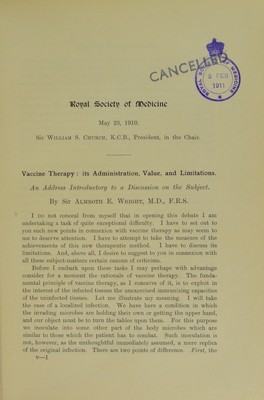 CANCELLED
ROYAL SOCIETY OF MEDICINE
8 FEB
1911
Royal Society of Medicine
May 23, 1910.
Sir William S. Church, K.C.B., President, in the Chair.
Vaccine Therapy: its Administration, Value, and Limitations.
An Address Introductory to a Discussion on the Subject.
By Sir Almroth E. Wright, M.D., F.R.S.
I do not conceal from myself that in opening this debate I am
undertaking a task of quite exceptional difficulty. I have to set out to
you such new points in connexion with vaccine therapy as may seem to
me to deserve attention. I have to attempt to take the measure of the
achievements of this new therapeutic method. I have to discuss its
limitations. And, above all, I desire to suggest to you in connexion with
all these subject-matters certain canons of criticism.
Before I embark upon these tasks I may perhaps with advantage
consider for a moment the rationale of vaccine therapy. The funda-
mental principle of vaccine therapy, as I conceive of it, is to exploit in
the interest of the infected tissues the unexercised immunising capacities
of the uninfected tissues. Let me illustrate my meaning. I will take
the case of a localised infection. We have here a condition in which
the invading microbes are holding their own or getting the upper hand,
and our object must be to turn the tables upon them. For this purpose
we inoculate into some other part of the body microbes which are
similar to those which the patient has to combat. Such inoculation is
not, however, as the unthoughtful immediately assumed, a mere replica
of the original infection. There are two points of difference. First, the